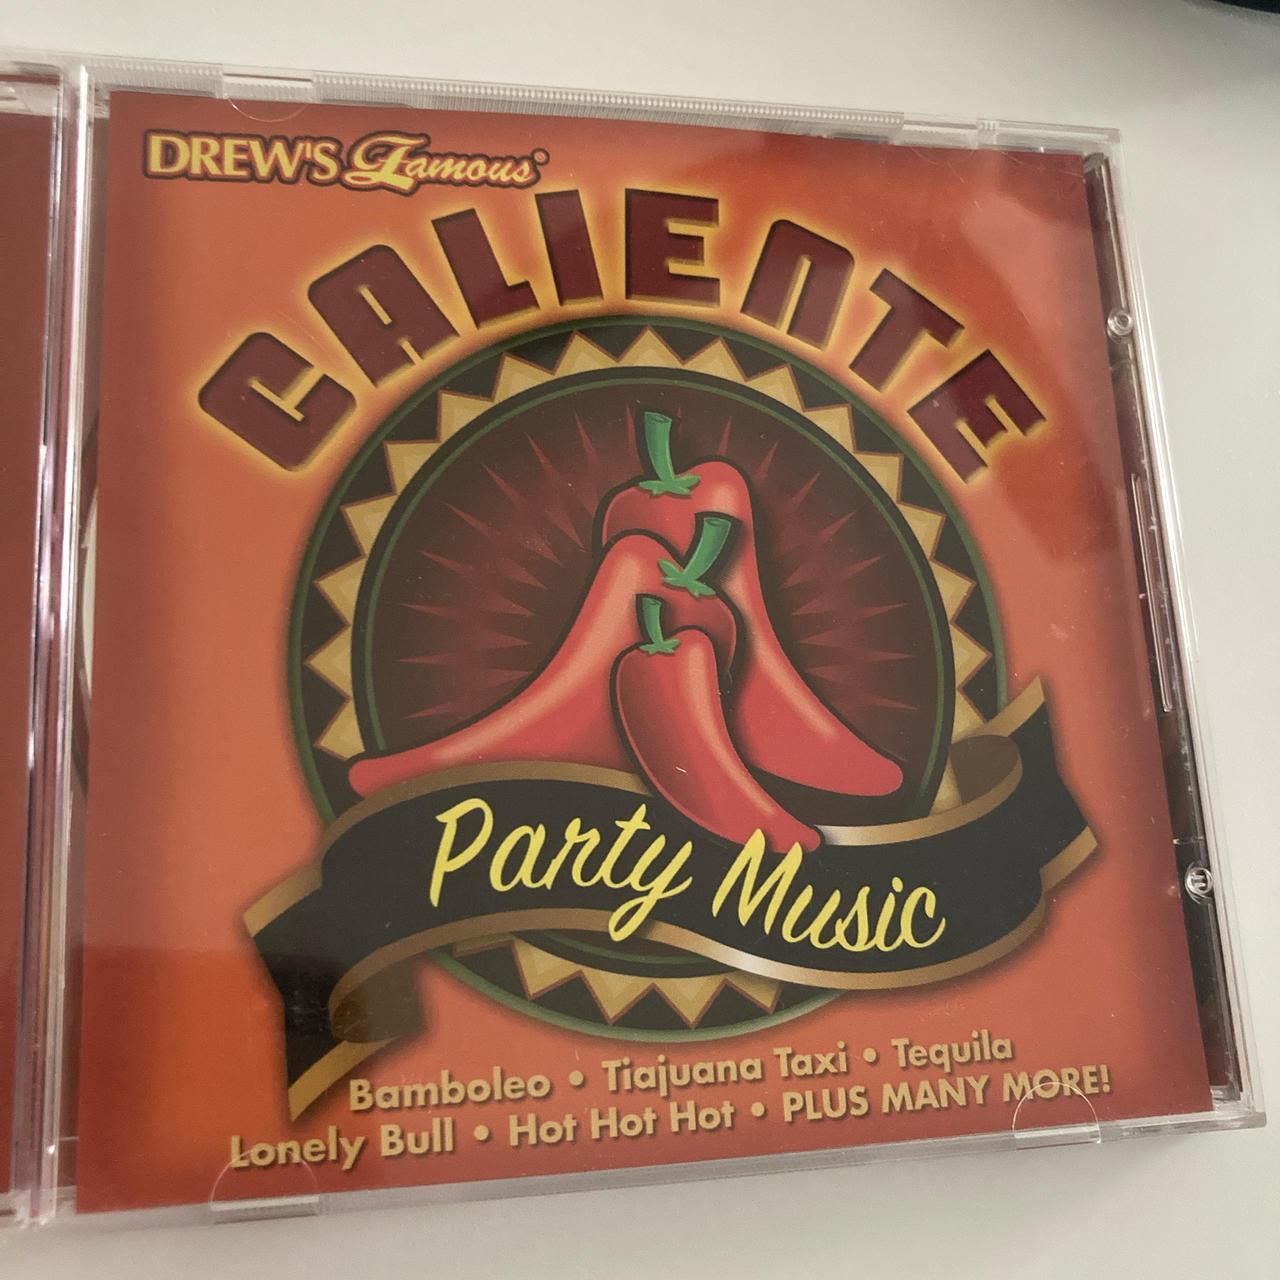 DREW'S Famous®
CALIENTE
Party Music
Bamboleo • Tiajuana Taxi • Tequila
Lonely Bull • Hot Hot Hot • PLUS MANY MORE!